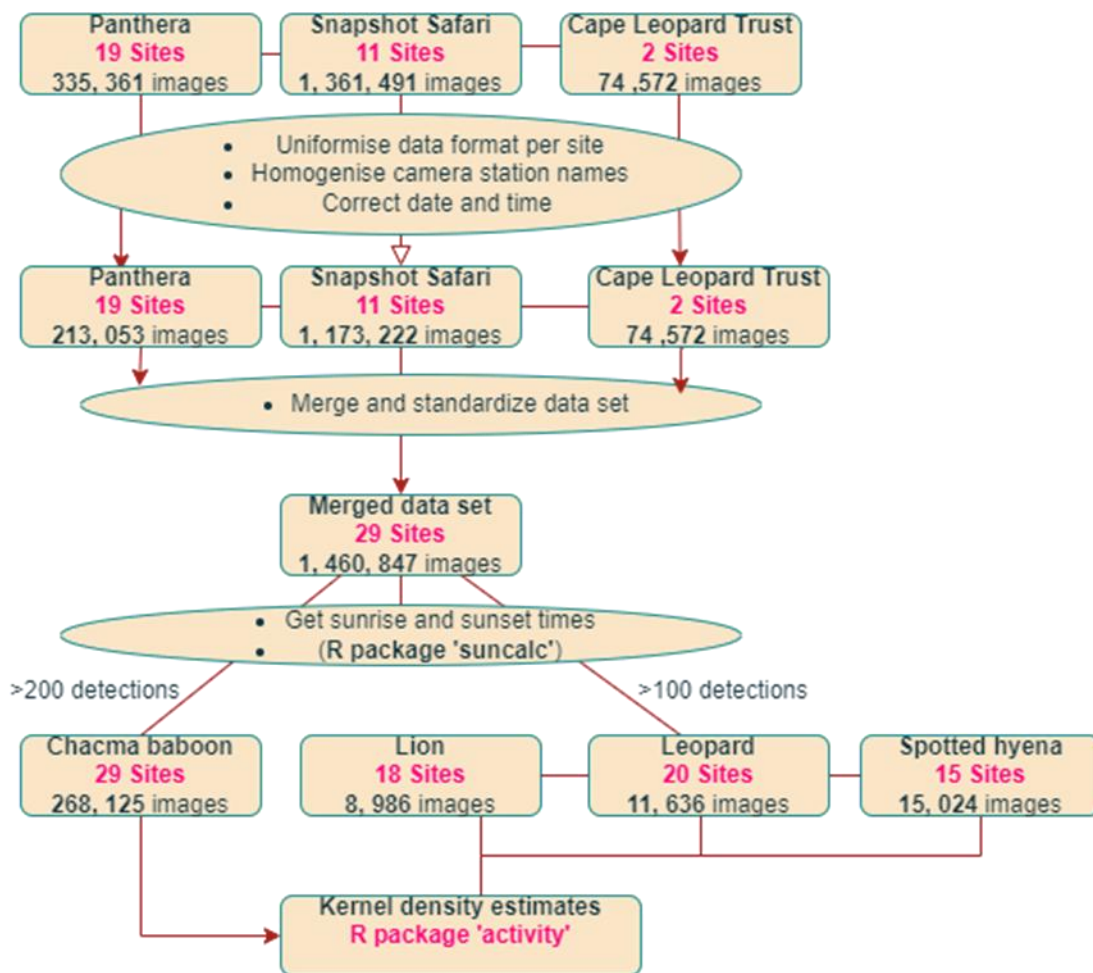 Panthera
19 Sites
335, 361 images
Snapshot Safari
11 Sites
1, 361, 491 images
Cape Leopard Trust
2 Sites
74 ,572 images
• Uniformise data format per site
• Homogenise camera station names
• Correct date and time
Panthera
19 Sites
213, 053 images
Snapshot Safari
11 Sites
1, 173, 222 images
Cape Leopard Trust
2 Sites
74 ,572 images
• Merge and standardize data set
Merged data set
29 Sites
1, 460, 847 images
• Get sunrise and sunset times
• (R package 'suncalc')
>200 detections
>100 detections
Chacma baboon
29 Sites
268, 125 images
Lion
18 Sites
8, 986 images
Leopard
20 Sites
11, 636 images
Spotted hyena
15 Sites
15, 024 images
Kernel density estimates
R package 'activity'